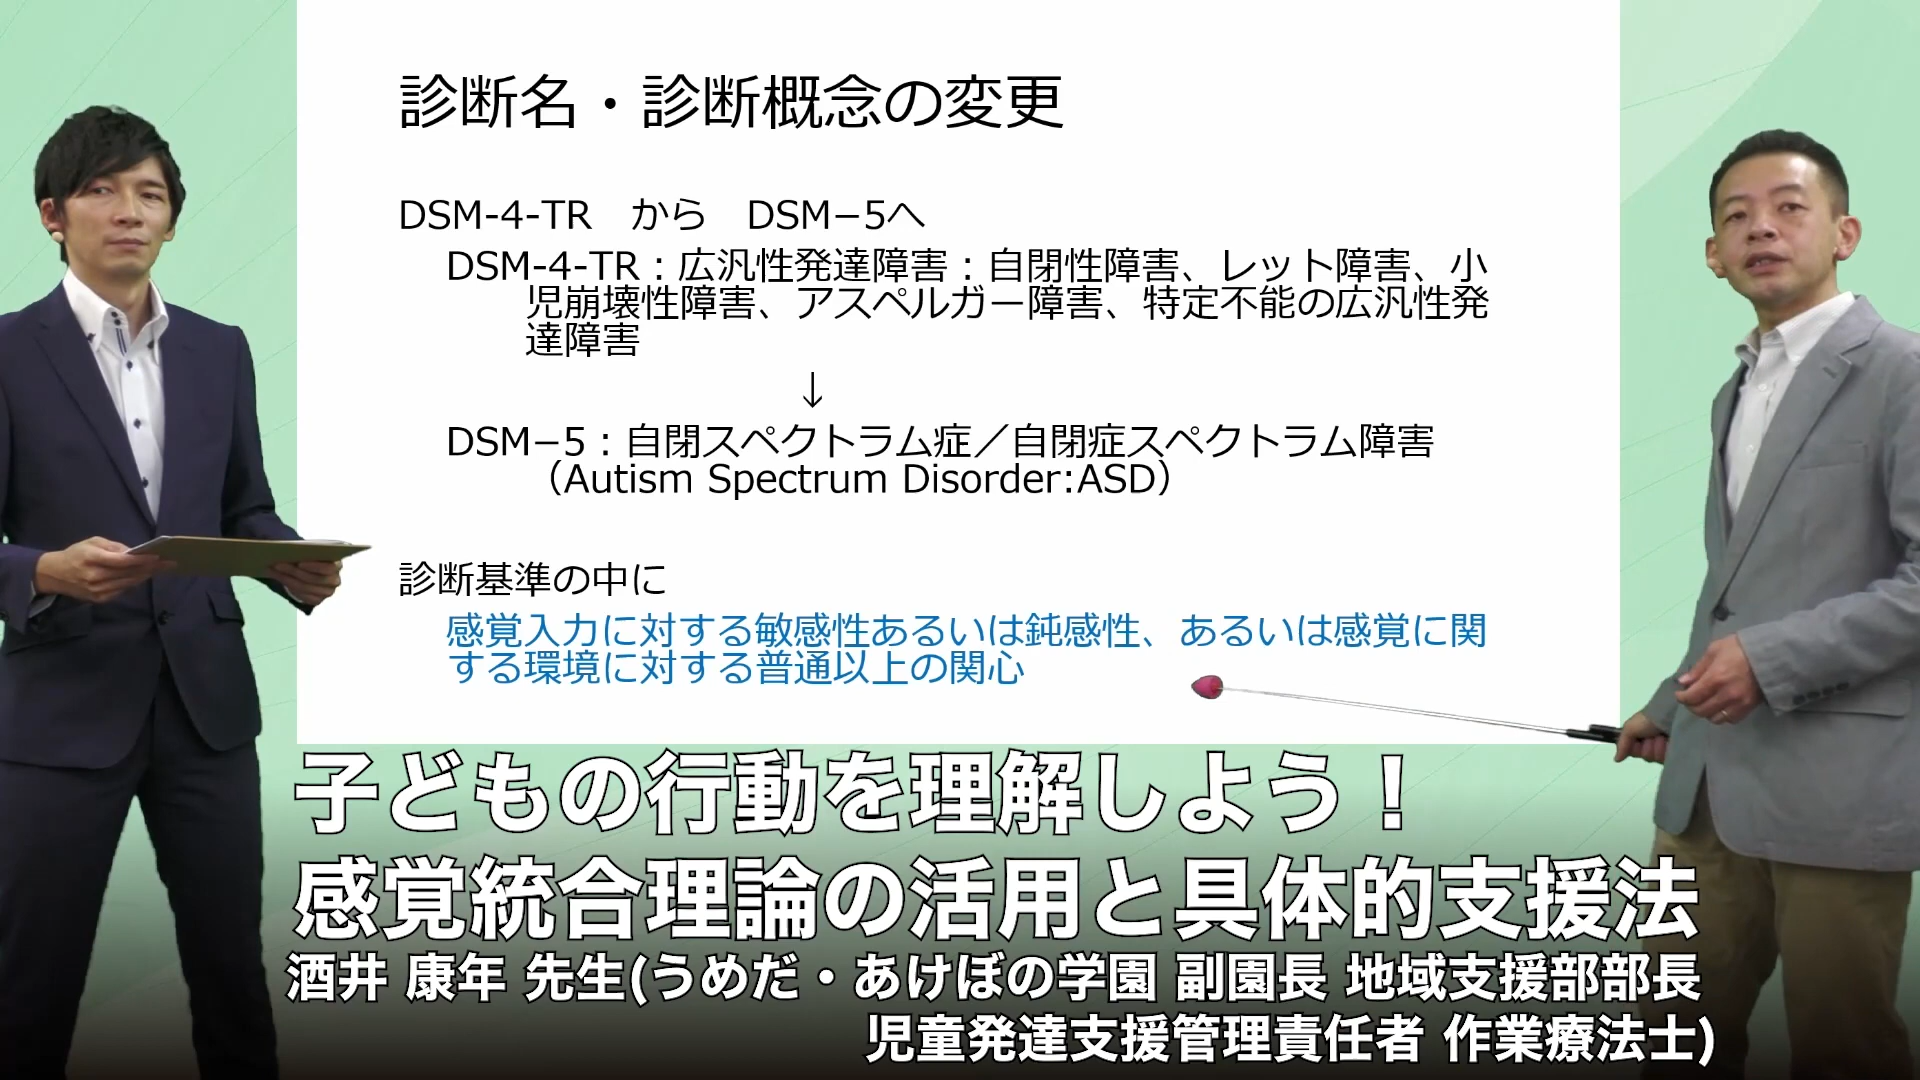 診断名・診断概念の変更
DSM-4-TR　から　DSM−5へ
DSM-4-TR：広汎性発達障害：自閉性障害、レット障害、小
児崩壊性障害、アスペルガー障害、特定不能の広汎性発
達障害
↓
DSM−5：自閉スペクトラム症／自閉症スペクトラム障害
（Autism Spectrum Disorder:ASD）
診断基準の中に
感覚入力に対する敏感性あるいは鈍感性、あるいは感覚に関
する環境に対する普通以上の関心
子どもの行動を理解しよう！
感覚統合理論の活用と具体的支援法
酒井 康年 先生(うめだ・あけぼの学園 副園長 地域支援部部長
児童発達支援管理責任者 作業療法士)